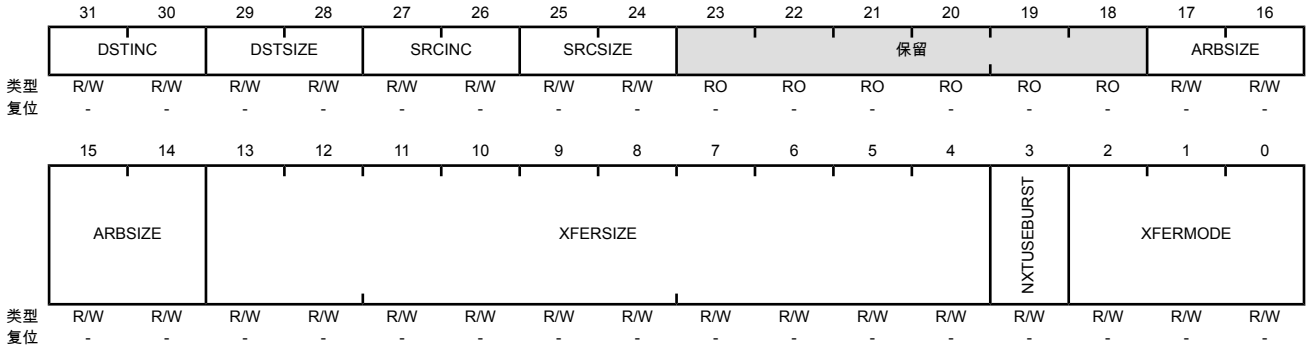 31 30 29 28 27 26 25 24 23 22 21 20 19 18 17 16
DSTINC DSTSIZE SRCINC SRCSIZE 保留 ARBSIZE
类型 R/W R/W R/W R/W R/W R/W R/W R/W RO RO RO RO RO RO R/W R/W
复位 - - - - - - - - - - - - - - - -
15 14 13 12 11 10 9 8 7 6 5 4 3 2 1 0
ARBSIZE XFERSIZE NXTUSEBURST XFERMODE
类型 R/W R/W R/W R/W R/W R/W R/W R/W R/W R/W R/W R/W R/W R/W R/W R/W
复位 - - - - - - - - - - - - - - - -